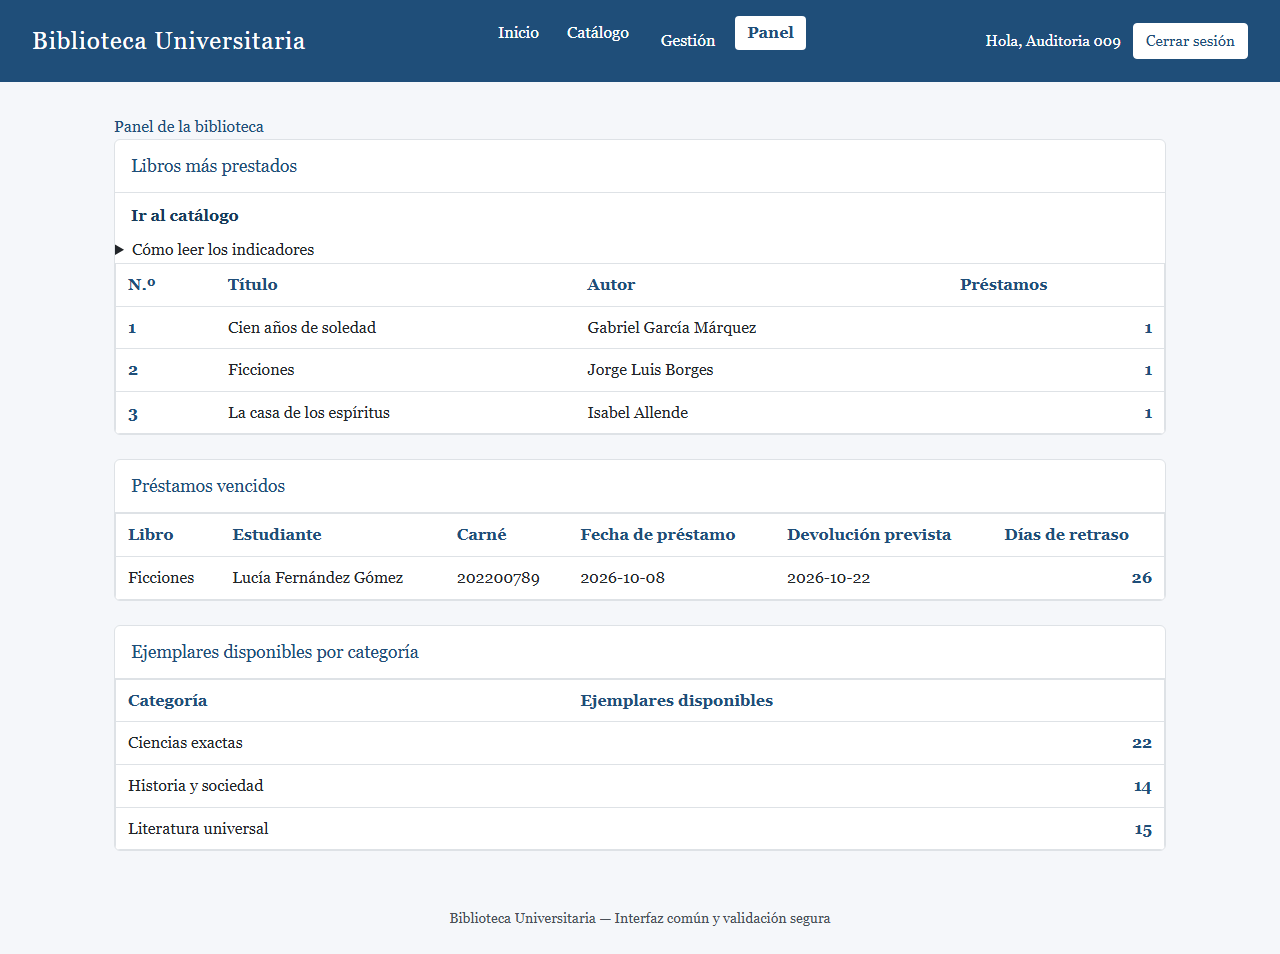 Biblioteca Universitaria
Inicio Catálogo Gestión Panel
Hola, Auditoria 009 Cerrar sesión
Panel de la biblioteca
Libros más prestados
Ir al catálogo
Cómo leer los indicadores
N.º Título Autor Préstamos
1 Cien años de soledad Gabriel García Márquez 1
2 Ficciones Jorge Luis Borges 1
3 La casa de los espíritus Isabel Allende 1
Préstamos vencidos
Libro Estudiante Carné Fecha de préstamo Devolución prevista Días de retraso
Ficciones Lucía Fernández Gómez 202200789 2026-10-08 2026-10-22 26
Ejemplares disponibles por categoría
Categoría Ejemplares disponibles
Ciencias exactas 22
Historia y sociedad 14
Literatura universal 15
Biblioteca Universitaria — Interfaz común y validación segura